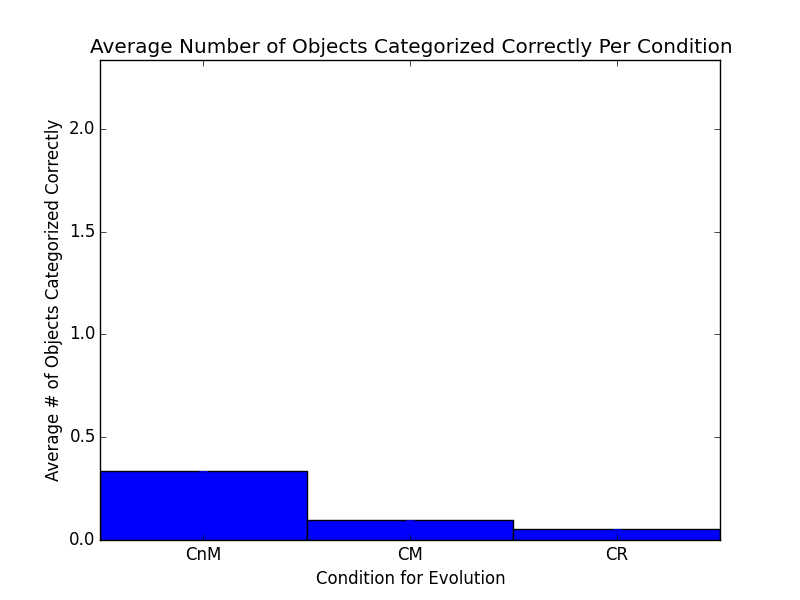 Average Number of Objects Categorized Correctly Per Condition
Average # of Objects Categorized Correctly
2.0
1.5
1.0
0.5
0.0
CnM CM CR
Condition for Evolution